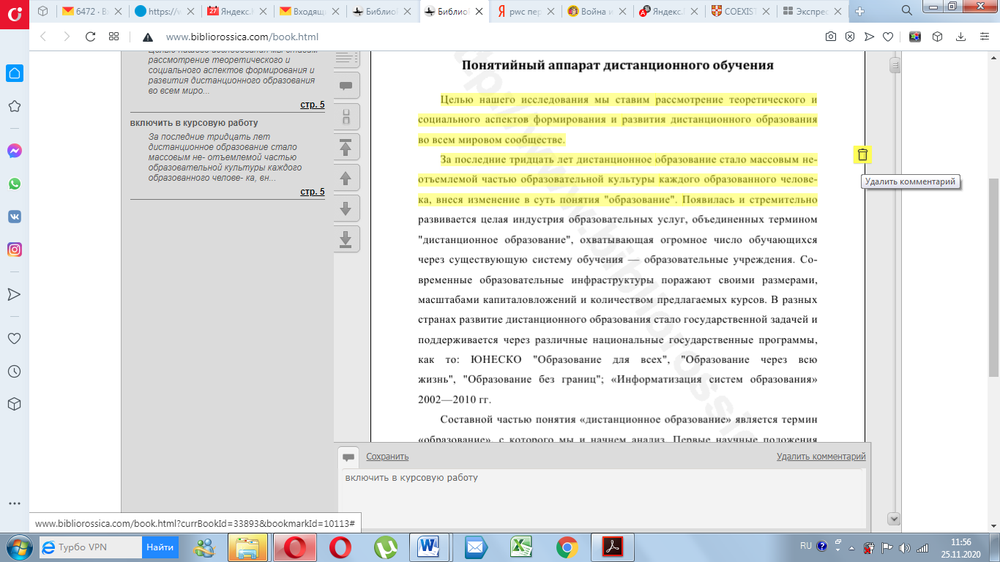 6472 · В
https://w
27
Яндекс.І
Входящи
Библио
Библио
pwc пер
Война и
Яндекс.
COEXIST
Экспрес
www.bibliorossica.com/book.html
рассмотрение теоретического и
социального аспектов формирования и
развития дистанционного образования
во всем миро...
стр. 5
включить в курсовую работу
За последние тридцать лет
дистанционное образование стало
массовым не- отъемлемой частью
образовательной культуры каждого
образованного челове- ка, вн...
стр. 5
Понятийный аппарат дистанционного обучения
Целью нашего исследования мы ставим рассмотрение теоретического и
социального аспектов формирования и развития дистанционного образования
во всем мировом сообществе.
За последние тридцать лет дистанционное образование стало массовым не-
отъемлемой частью образовательной культуры каждого образованного челове-
ка, внеся изменение в суть понятия "образование". Появилась и стремительно
развивается целая индустрия образовательных услуг, объединенных термином
"дистанционное образование", охватывающая огромное число обучающихся
через существующую систему обучения — образовательные учреждения. Со-
временные образовательные инфраструктуры поражают своими размерами,
масштабами капиталовложений и количеством предлагаемых курсов. В разных
странах развитие дистанционного образования стало государственной задачей и
поддерживается через различные национальные государственные программы,
как то: ЮНЕСКО "Образование для всех", "Образование через всю
жизнь", "Образование без границ"; «Информатизация систем образования»
2002—2010 гг.
Составной частью понятия «дистанционное образование» является термин
«образование», с которого мы и начнем анализ. Первые научные положения
Удалить комментарий
Сохранить
Удалить комментарий
включить в курсовую работу
www.bibliorossica.com/book.html?currBookId=33893&bookmarkId=10113#
Турбо VPN
Найти
RU
11:56
25.11.2020